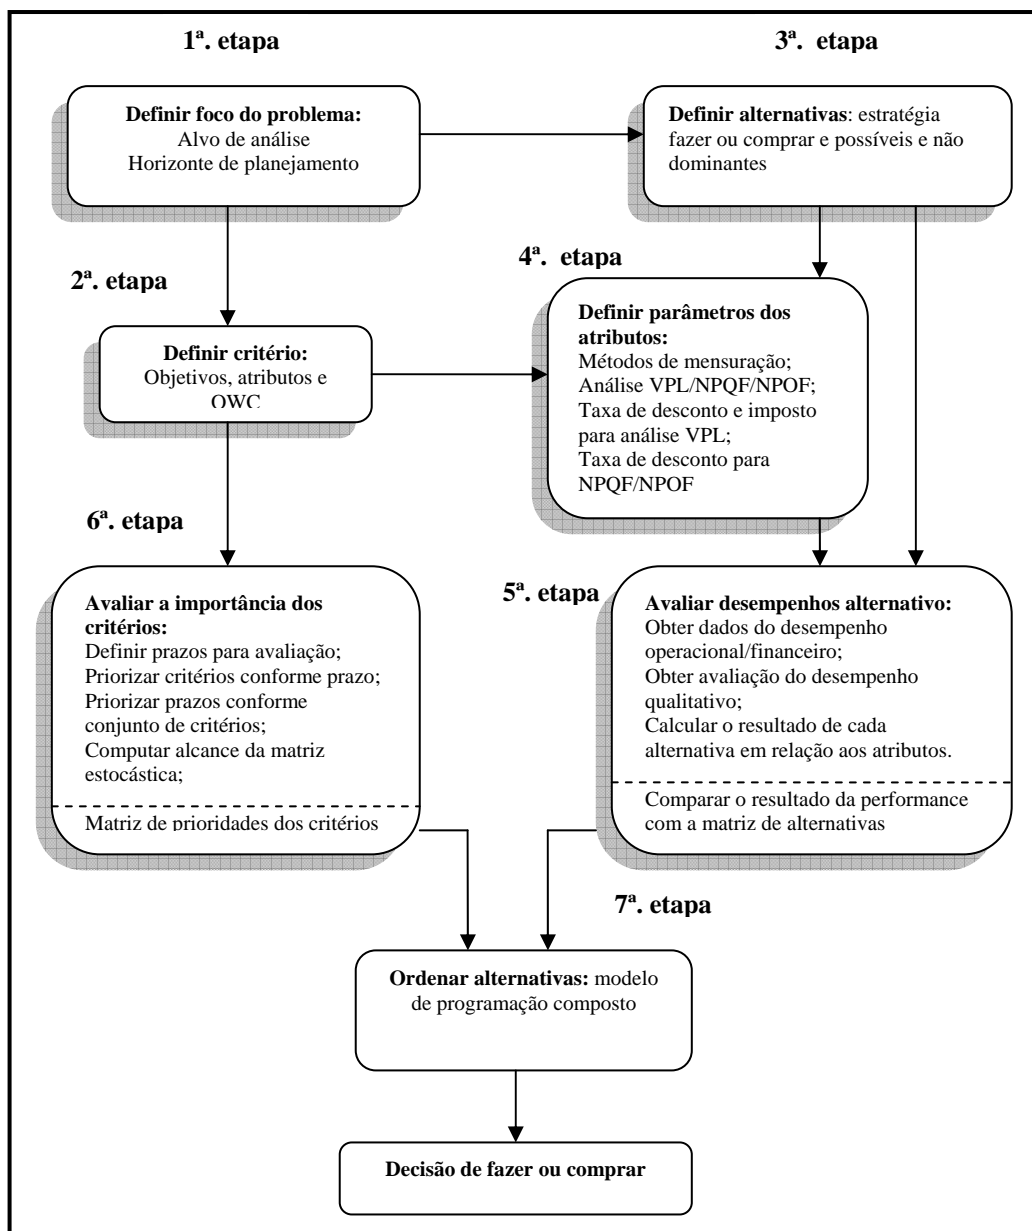 1ª. etapa
3ª. etapa
Definir foco do problema:
Alvo de análise
Horizonte de planejamento
Definir alternativas: estratégia
fazer ou comprar e possíveis e não
dominantes
2ª. etapa
4ª. etapa
Definir critério:
Objetivos, atributos e
OWC
Definir parâmetros dos
atributos:
Métodos de mensuração;
Análise VPL/NPQF/NPOF;
Taxa de desconto e imposto
para análise VPL;
Taxa de desconto para
NPQF/NPOF
6ª. etapa
5ª. etapa
Avaliar a importância dos
critérios:
Definir prazos para avaliação;
Priorizar critérios conforme prazo;
Priorizar prazos conforme
conjunto de critérios;
Computar alcance da matriz
estocástica;
Matriz de prioridades dos critérios
Avaliar desempenhos alternativo:
Obter dados do desempenho
operacional/financeiro;
Obter avaliação do desempenho
qualitativo;
Calcular o resultado de cada
alternativa em relação aos atributos.
Comparar o resultado da performance
com a matriz de alternativas
7ª. etapa
Ordenar alternativas: modelo
de programação composto
Decisão de fazer ou comprar